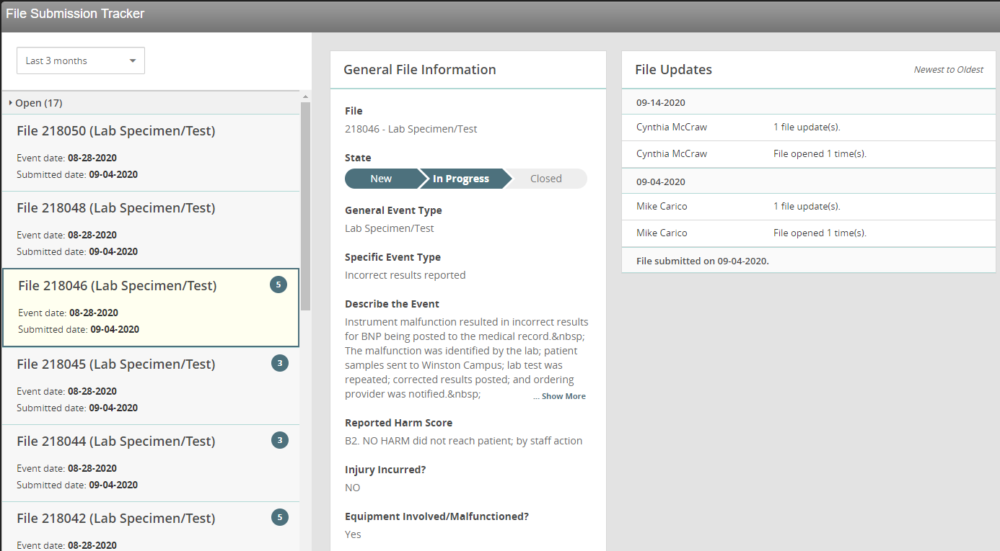 File Submission Tracker
Last 3 months
Open (17)
File 218050 (Lab Specimen/Test)
Event date: 08-28-2020
Submitted date: 09-04-2020
File 218048 (Lab Specimen/Test)
Event date: 08-28-2020
Submitted date: 09-04-2020
File 218046 (Lab Specimen/Test)
5
Event date: 08-28-2020
Submitted date: 09-04-2020
File 218045 (Lab Specimen/Test)
3
Event date: 08-28-2020
Submitted date: 09-04-2020
File 218044 (Lab Specimen/Test)
3
Event date: 08-28-2020
Submitted date: 09-04-2020
File 218042 (Lab Specimen/Test)
5
Event date: 08-28-2020
General File Information
File
218046 - Lab Specimen/Test
State
New
In Progress
Closed
General Event Type
Lab Specimen/Test
Specific Event Type
Incorrect results reported
Describe the Event
Instrument malfunction resulted in incorrect results
for BNP being posted to the medical record.&nbsp;
The malfunction was identified by the lab; patient
samples sent to Winston Campus; lab test was
repeated; corrected results posted; and ordering
provider was notified.&nbsp;
... Show More
Reported Harm Score
B2. NO HARM did not reach patient; by staff action
Injury Incurred?
NO
Equipment Involved/Malfunctioned?
Yes
File Updates
Newest to Oldest
09-14-2020
Cynthia McCraw 1 file update(s).
Cynthia McCraw File opened 1 time(s).
09-04-2020
Mike Carico 1 file update(s).
Mike Carico File opened 1 time(s).
File submitted on 09-04-2020.